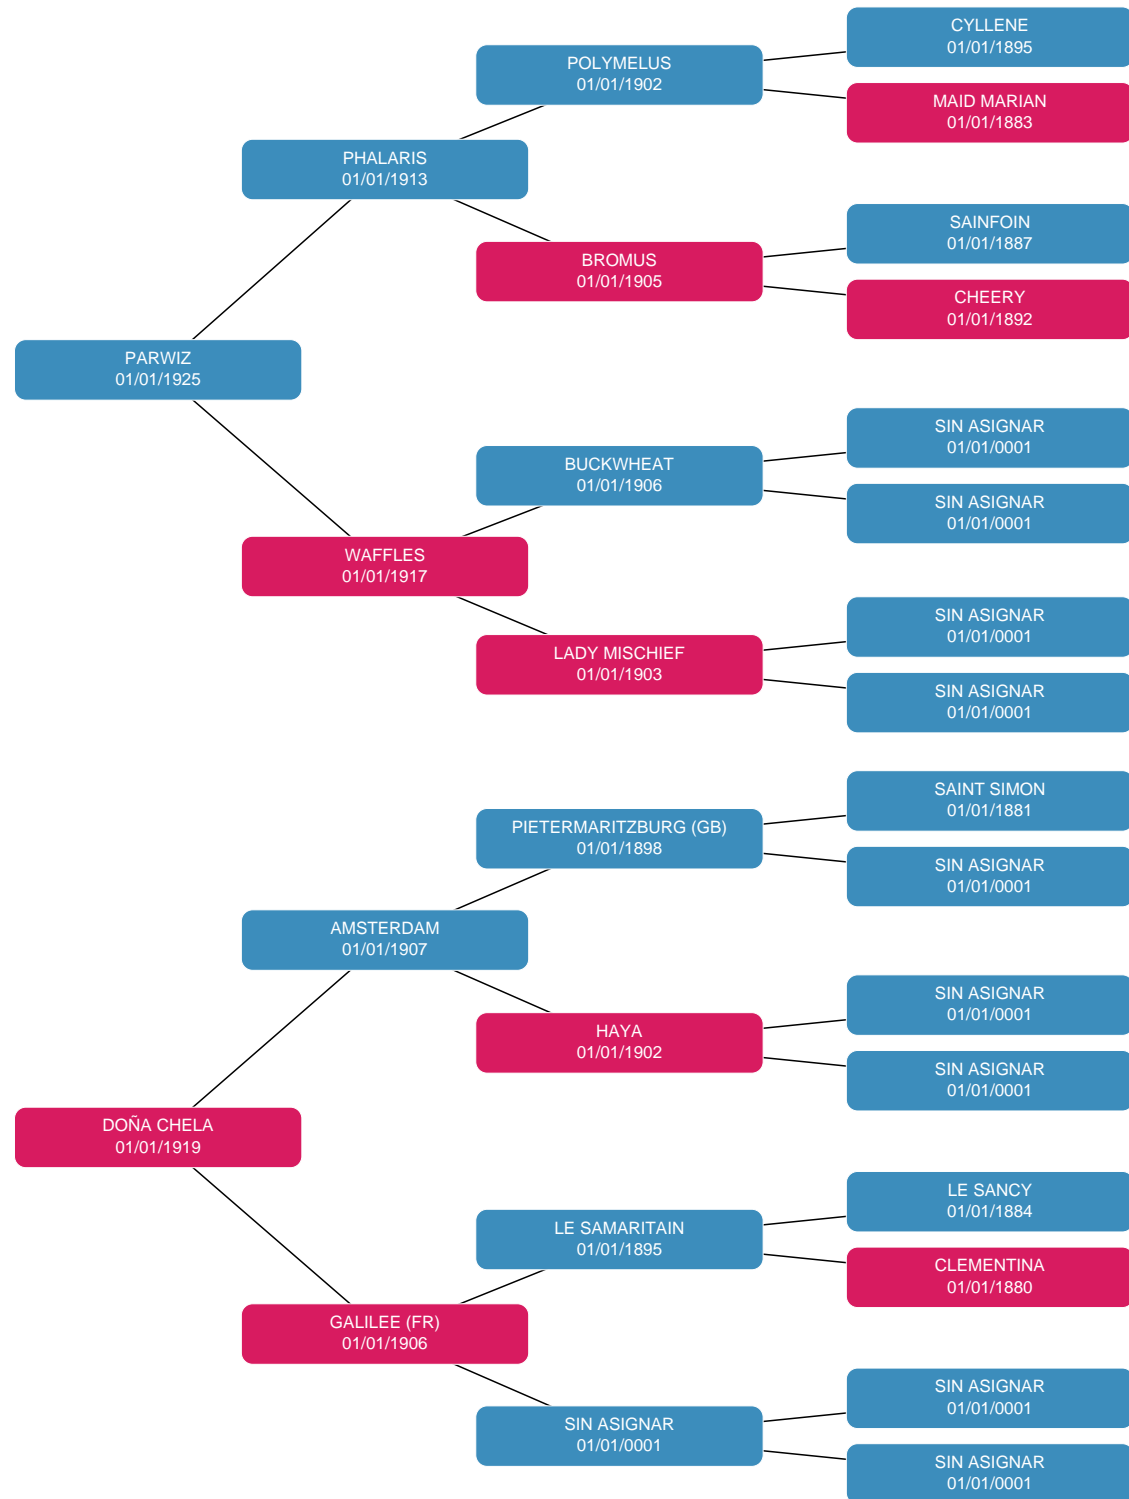 CYLLENE
01/01/1895
POLYMELUS
01/01/1902
MAID MARIAN
01/01/1883
PHALARIS
01/01/1913
SAINFOIN
01/01/1887
BROMUS
01/01/1905
CHEERY
01/01/1892
PARWIZ
01/01/1925
SIN ASIGNAR
01/01/0001
BUCKWHEAT
01/01/1906
SIN ASIGNAR
01/01/0001
WAFFLES
01/01/1917
SIN ASIGNAR
01/01/0001
LADY MISCHIEF
01/01/1903
SIN ASIGNAR
01/01/0001
SAINT SIMON
01/01/1881
PIETERMARITZBURG (GB)
01/01/1898
SIN ASIGNAR
01/01/0001
AMSTERDAM
01/01/1907
SIN ASIGNAR
01/01/0001
HAYA
01/01/1902
SIN ASIGNAR
01/01/0001
DOÑA CHELA
01/01/1919
LE SANCY
01/01/1884
LE SAMARITAIN
01/01/1895
CLEMENTINA
01/01/1880
GALILEE (FR)
01/01/1906
SIN ASIGNAR
01/01/0001
SIN ASIGNAR
01/01/0001
SIN ASIGNAR
01/01/0001